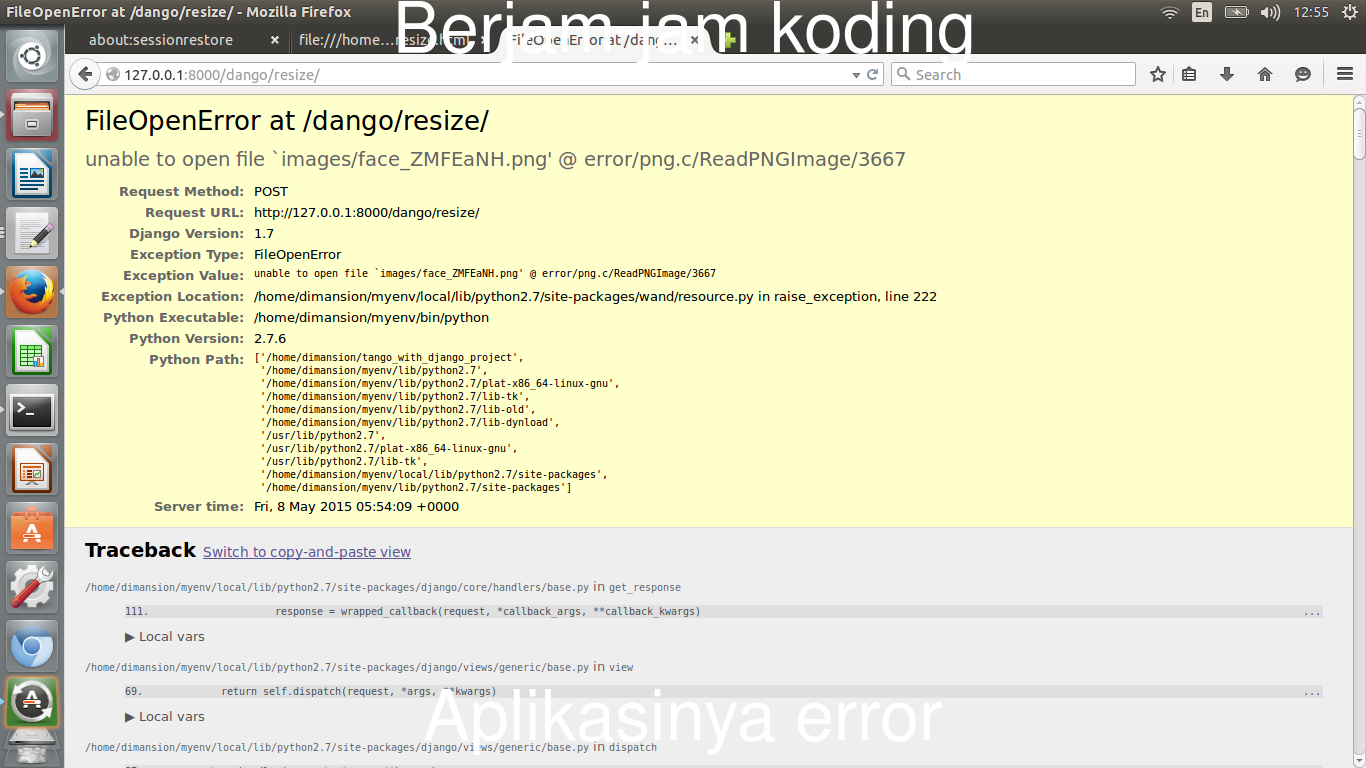 FileOpenError at /dango/resize/ - Mozilla Firefox
En
12:55
Berjam jam koding
about:sessionrestore
file:///home...resize.html
FileOpenError at /dang...
127.0.0.1:8000/dango/resize/
Search
FileOpenError at /dango/resize/
unable to open file `images/face_ZMFEaNH.png' @ error/png.c/ReadPNGImage/3667
Request Method: POST
Request URL: http://127.0.0.1:8000/dango/resize/
Django Version: 1.7
Exception Type: FileOpenError
Exception Value: unable to open file `images/face_ZMFEaNH.png' @ error/png.c/ReadPNGImage/3667
Exception Location: /home/dimansion/myenv/local/lib/python2.7/site-packages/wand/resource.py in raise_exception, line 222
Python Executable: /home/dimansion/myenv/bin/python
Python Version: 2.7.6
Python Path: ['/home/dimansion/tango_with_django_project',
'/home/dimansion/myenv/lib/python2.7',
'/home/dimansion/myenv/lib/python2.7/plat-x86_64-linux-gnu',
'/home/dimansion/myenv/lib/python2.7/lib-tk',
'/home/dimansion/myenv/lib/python2.7/lib-old',
'/home/dimansion/myenv/lib/python2.7/lib-dynload',
'/usr/lib/python2.7',
'/usr/lib/python2.7/plat-x86_64-linux-gnu',
'/usr/lib/python2.7/lib-tk',
'/home/dimansion/myenv/local/lib/python2.7/site-packages',
'/home/dimansion/myenv/lib/python2.7/site-packages']
Server time: Fri, 8 May 2015 05:54:09 +0000
Traceback Switch to copy-and-paste view
/home/dimansion/myenv/local/lib/python2.7/site-packages/django/core/handlers/base.py in get_response
111. response = wrapped_callback(request, *callback_args, **callback_kwargs) ...
▶ Local vars
/home/dimansion/myenv/local/lib/python2.7/site-packages/django/views/generic/base.py in view
69. return self.dispatch(request, *args, **kwargs) ...
▶ Local vars
Aplikasinya error
/home/dimansion/myenv/local/lib/python2.7/site-packages/django/views/generic/base.py in dispatch